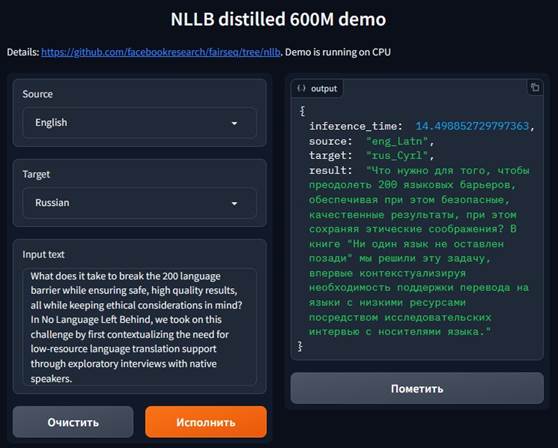 NLLB distilled 600M demo
Details: https://github.com/facebookresearch/fairseq/tree/nllb. Demo is running on CPU
Source
English
Target
Russian
Input text
What does it take to break the 200 language
barrier while ensuring safe, high quality results,
all while keeping ethical considerations in mind?
In No Language Left Behind, we took on this
challenge by first contextualizing the need for
low-resource language translation support
through exploratory interviews with native
speakers.
Очистить
Исполнить
{} output
{
inference_time: 14.498852729797363,
source: "eng_Latn",
target: "rus_Cyrl",
result: "Что нужно для того, чтобы
преодолеть 200 языковых барьеров,
обеспечивая при этом безопасные,
качественные результаты, при этом
сохраняя этические соображения? В
книге "Ни один язык не оставлен
позади" мы решили эту задачу,
впервые контекстуализируя
необходимость поддержки перевода на
языки с низкими ресурсами
посредством исследовательских
интервью с носителями языка."
}
Пометить